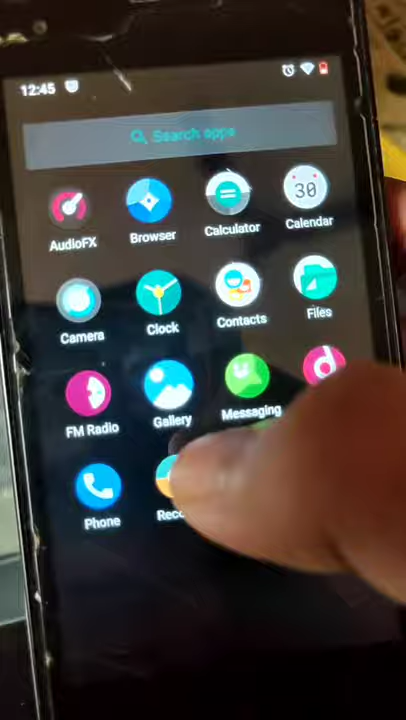 12:45
Search apps
AudioFX
Browser
Calculator
Calendar
30
Camera
Clock
Contacts
Files
FM Radio
Gallery
Messaging
Phone